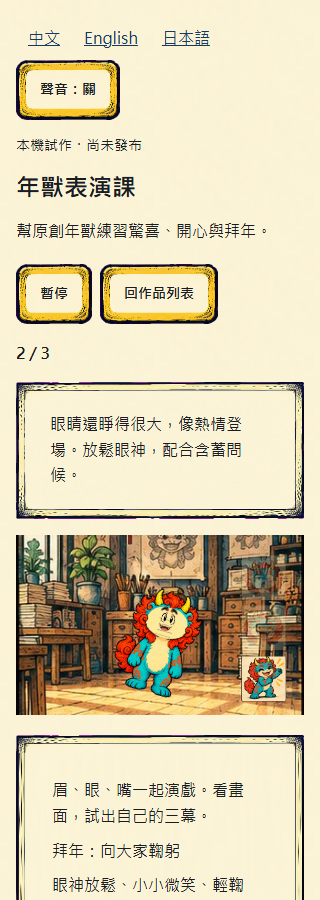 中文 English 日本語
聲音：關
本機試作・尚未發布
年獸表演課
幫原創年獸練習驚喜、開心與拜年。
暫停 回作品列表
2 / 3
眼睛還睜得很大，像熱情登
場。放鬆眼神，配合含蓄問
候。
眉、眼、嘴一起演戲。看畫
面，試出自己的三幕。
拜年：向大家鞠躬
眼神放鬆、小小微笑、輕鞠